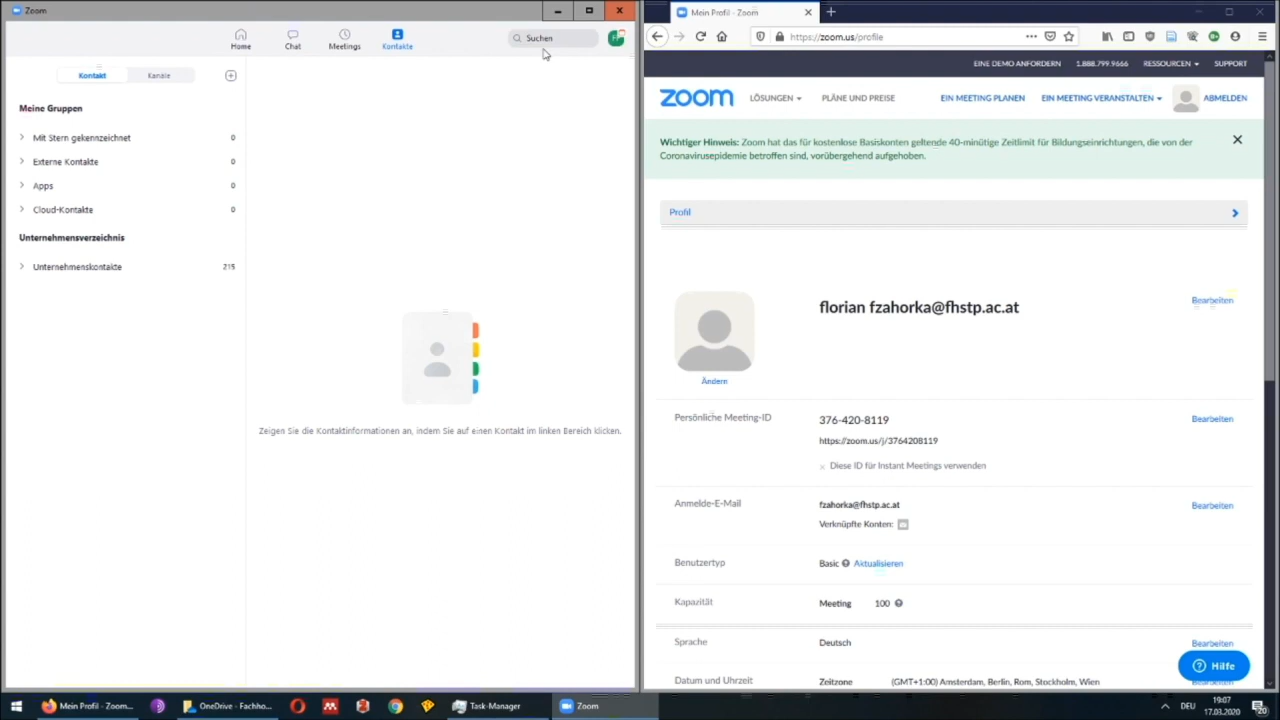 Zoom
Home
Chat
Meetings
Kontakte
Suchen
Kontakt
Kanäle
Meine Gruppen
Mit Stern gekennzeichnet 0
Externe Kontakte 0
Apps 0
Cloud-Kontakte 0
Unternehmensverzeichnis
Unternehmenskontakte 215
Zeigen Sie die Kontaktinformationen an, indem Sie auf einen Kontakt im linken Bereich klicken.
Mein Profil - Zoom
https://zoom.us/profile
EINE DEMO ANFORDERN 1.888.799.9666 RESSOURCEN SUPPORT
zoom LÖSUNGEN PLÄNE UND PREISE EIN MEETING PLANEN EIN MEETING VERANSTALTEN ABMELDEN
Wichtiger Hinweis: Zoom hat das für kostenlose Basiskonten geltende 40-minütige Zeitlimit für Bildungseinrichtungen, die von der
Coronavirusepidemie betroffen sind, vorübergehend aufgehoben.
Profil
florian fzahorka@fhstp.ac.at
Bearbeiten
Ändern
Persönliche Meeting-ID 376-420-8119 Bearbeiten
https://zoom.us/j/3764208119
Diese ID für Instant Meetings verwenden
Anmelde-E-Mail fzahorka@fhstp.ac.at Bearbeiten
Verknüpfte Konten:
Benutzertyp Basic Aktualisieren
Kapazität Meeting 100
Sprache Deutsch Bearbeiten
Hilfe
Datum und Uhrzeit Zeitzone (GMT+1:00) Amsterdam, Berlin, Rom, Stockholm, Wien
Mein Profil - Zoom...
OneDrive - Fachho...
Task-Manager
Zoom
DEU
19:07
17.03.2020
20